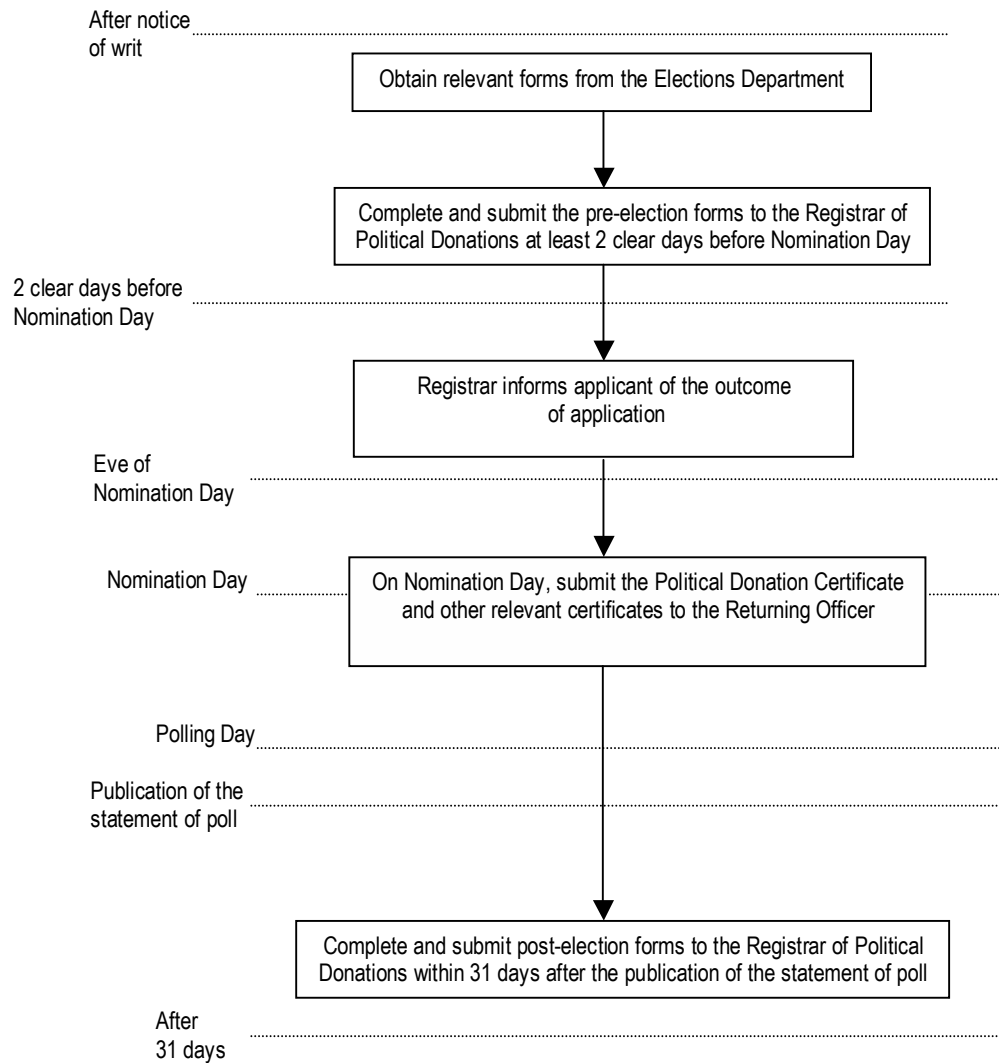 After notice
of writ
Obtain relevant forms from the Elections Department
Complete and submit the pre-election forms to the Registrar of
Political Donations at least 2 clear days before Nomination Day
2 clear days before
Nomination Day
Registrar informs applicant of the outcome
of application
Eve of
Nomination Day
Nomination Day
On Nomination Day, submit the Political Donation Certificate
and other relevant certificates to the Returning Officer
Polling Day
Publication of the
statement of poll
Complete and submit post-election forms to the Registrar of Political
Donations within 31 days after the publication of the statement of poll
After
31 days